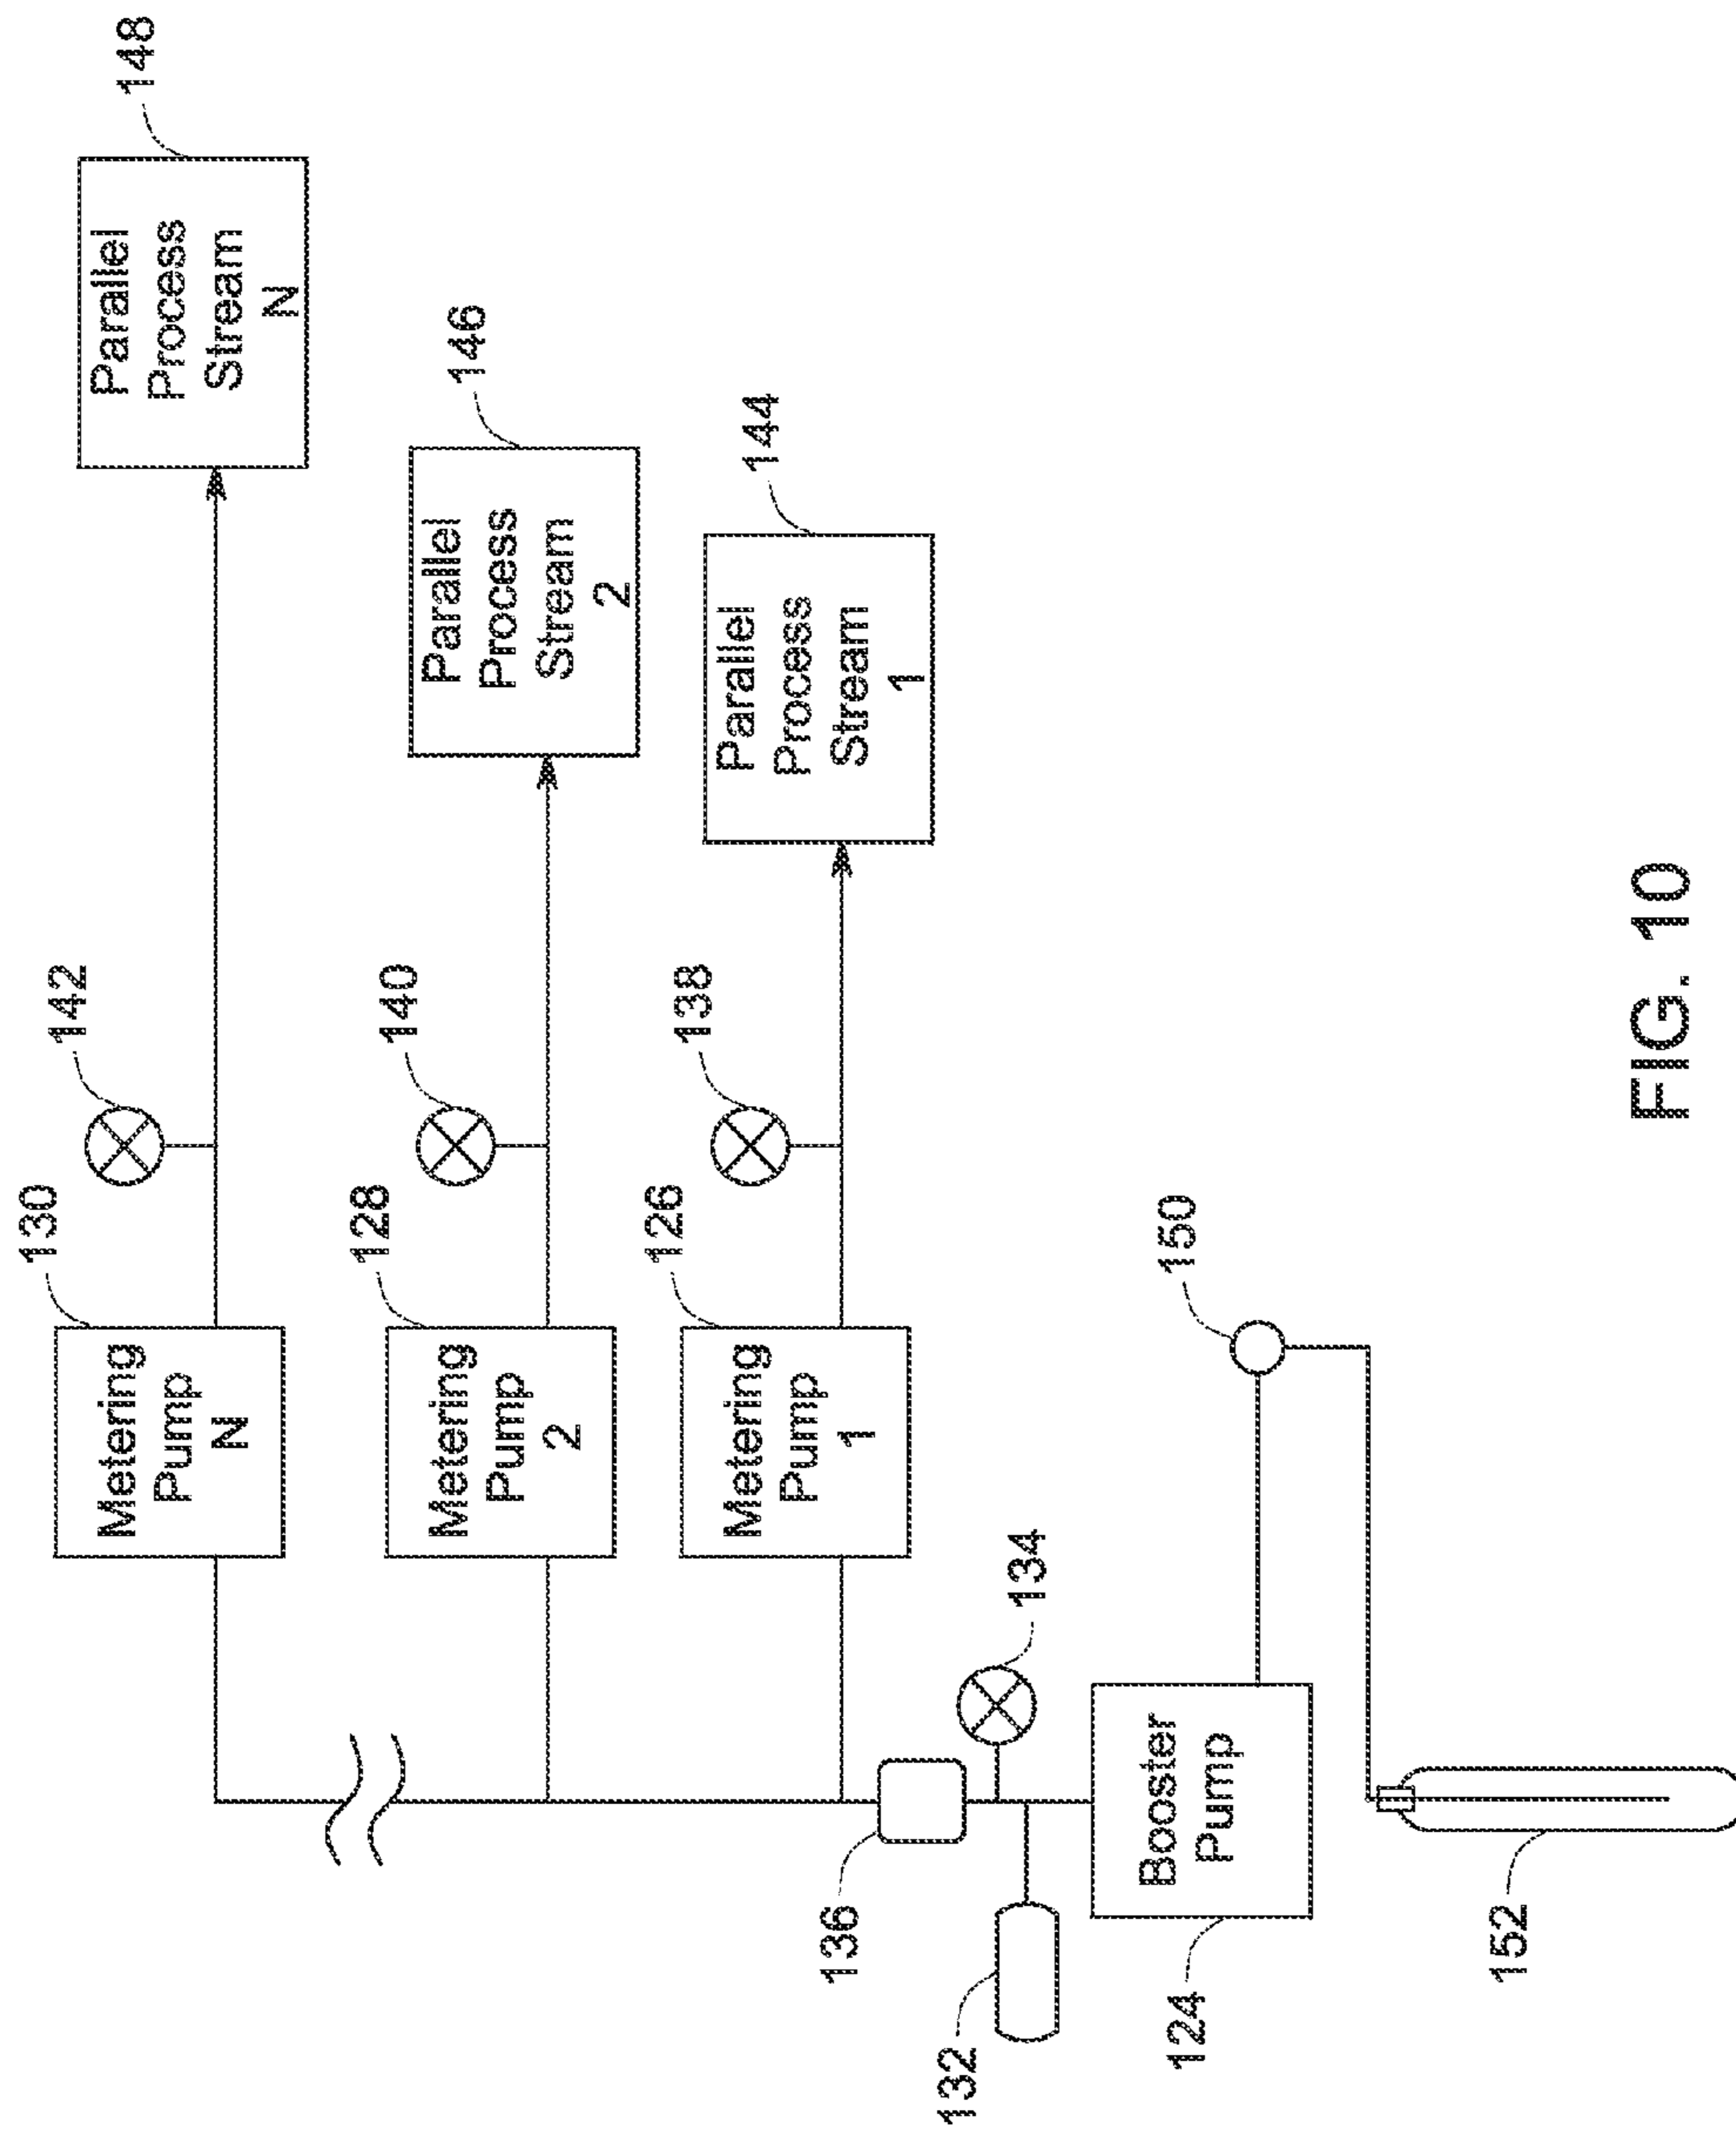 130
Metering
Pump
N
142
Parallel
Process
Stream
N
148
128
Metering
Pump
2
140
Parallel
Process
Stream
2
146
126
Metering
Pump
1
138
Parallel
Process
Stream
1
144
136
134
132
Booster
Pump
124
150
152
FIG. 10